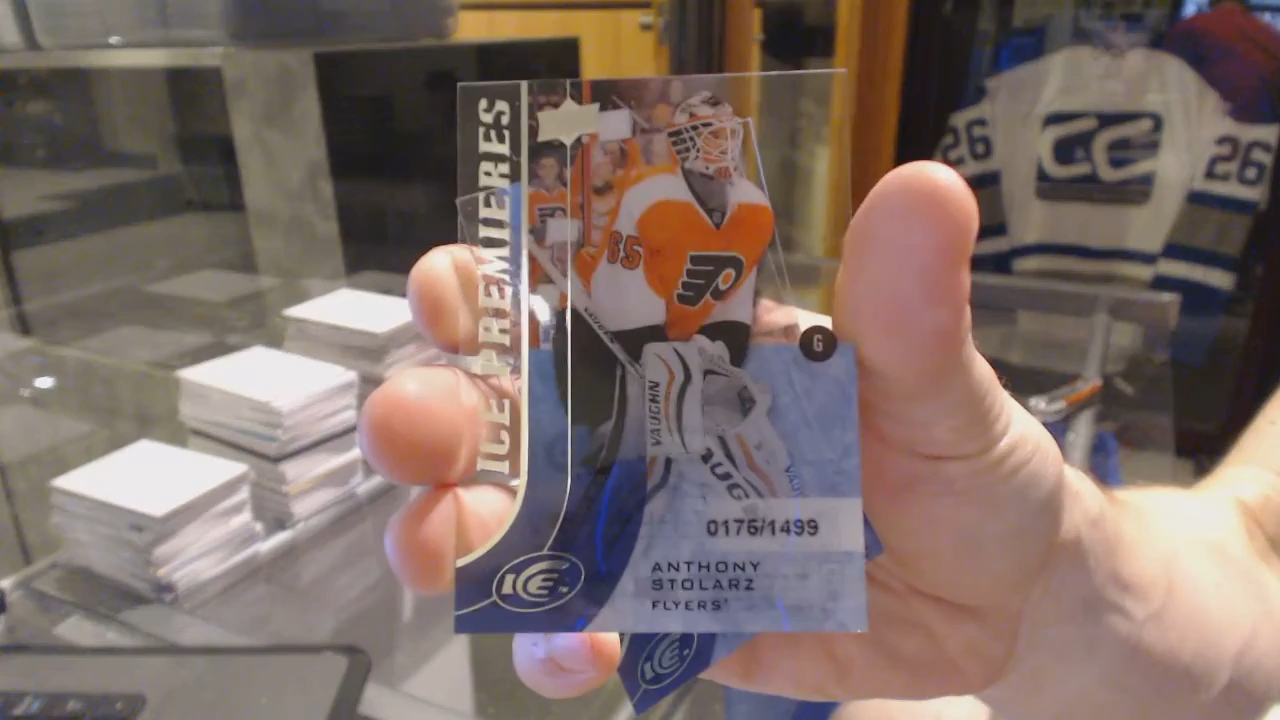 ICE PREMIERES
65
G
VAUGHN
0176/1499
ANTHONY
STOLARZ
FLYERS'
ICE
ICE
26
CC
26